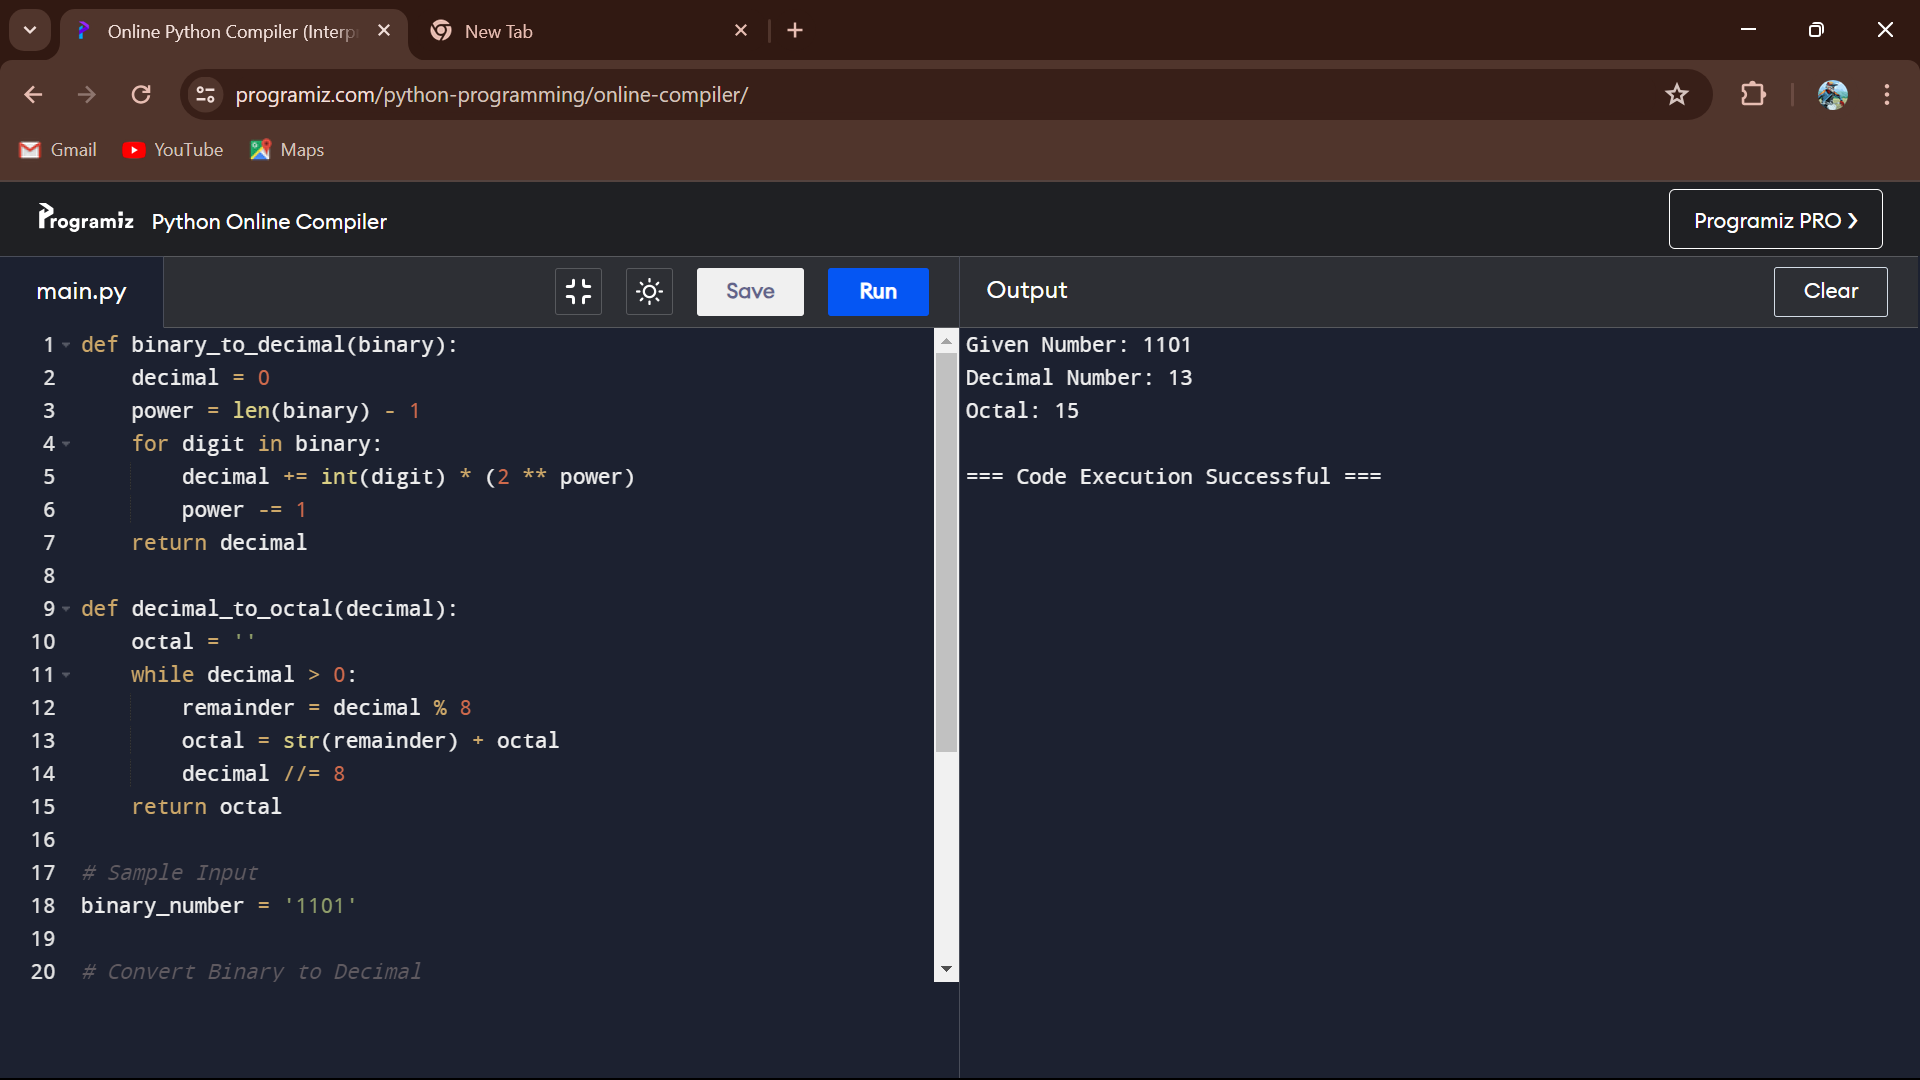 Online Python Compiler (Interp
New Tab
programiz.com/python-programming/online-compiler/
Gmail
YouTube
Maps
Programiz
Python Online Compiler
Programiz PRO
main.py
Save
Run
Output
Clear
1 def binary_to_decimal(binary):
2     decimal = 0
3     power = len(binary) - 1
4     for digit in binary:
5         decimal += int(digit) * (2 ** power)
6         power -= 1
7     return decimal
8
9 def decimal_to_octal(decimal):
10     octal = ''
11     while decimal > 0:
12         remainder = decimal % 8
13         octal = str(remainder) + octal
14         decimal //= 8
15     return octal
16
17 # Sample Input
18 binary_number = '1101'
19
20 # Convert Binary to Decimal
Given Number: 1101
Decimal Number: 13
Octal: 15
=== Code Execution Successful ===